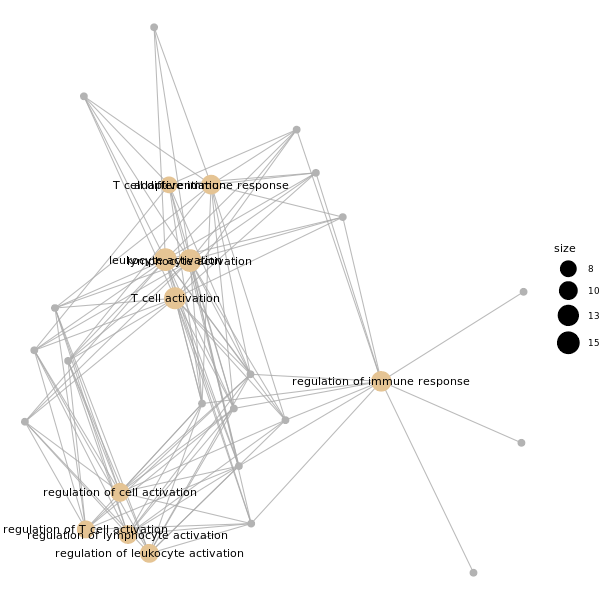 T cell differentiation
adaptive immune response
size
leukocyte activation
lymphocyte activation
8
10
T cell activation
13
15
regulation of immune response
regulation of cell activation
regulation of T cell activation
regulation of lymphocyte activation
regulation of leukocyte activation